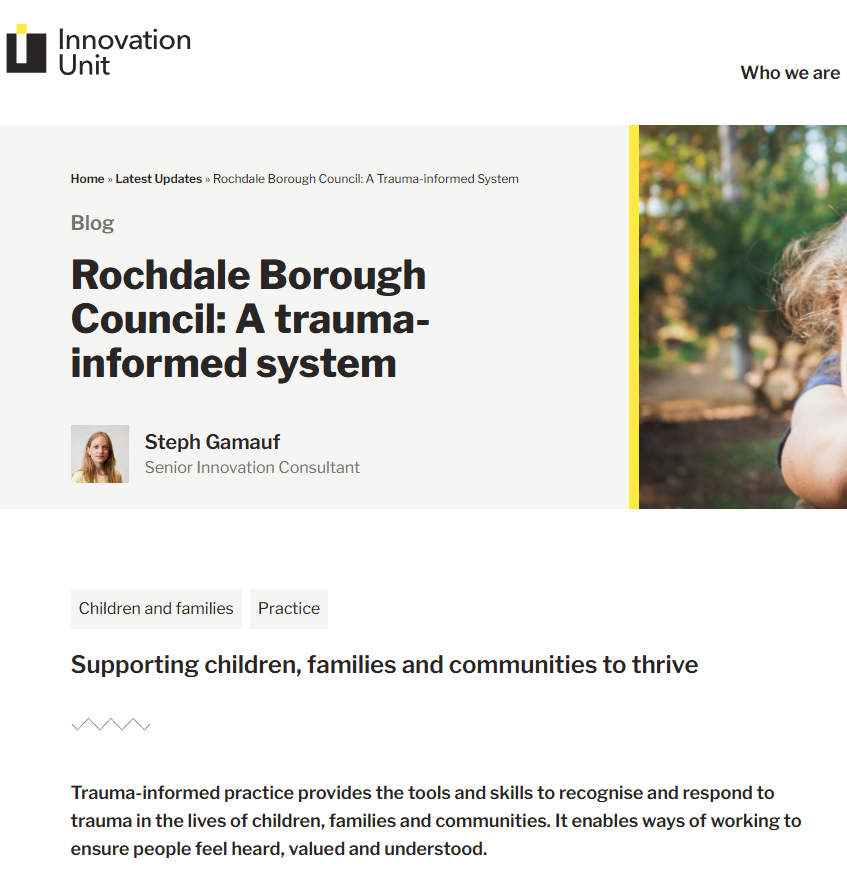 Innovation
Unit
Who we are
Home » Latest Updates » Rochdale Borough Council: A Trauma-informed System
Blog
Rochdale Borough
Council: A trauma-
informed system
Steph Gamauf
Senior Innovation Consultant
Children and families
Practice
Supporting children, families and communities to thrive
Trauma-informed practice provides the tools and skills to recognise and respond to
trauma in the lives of children, families and communities. It enables ways of working to
ensure people feel heard, valued and understood.